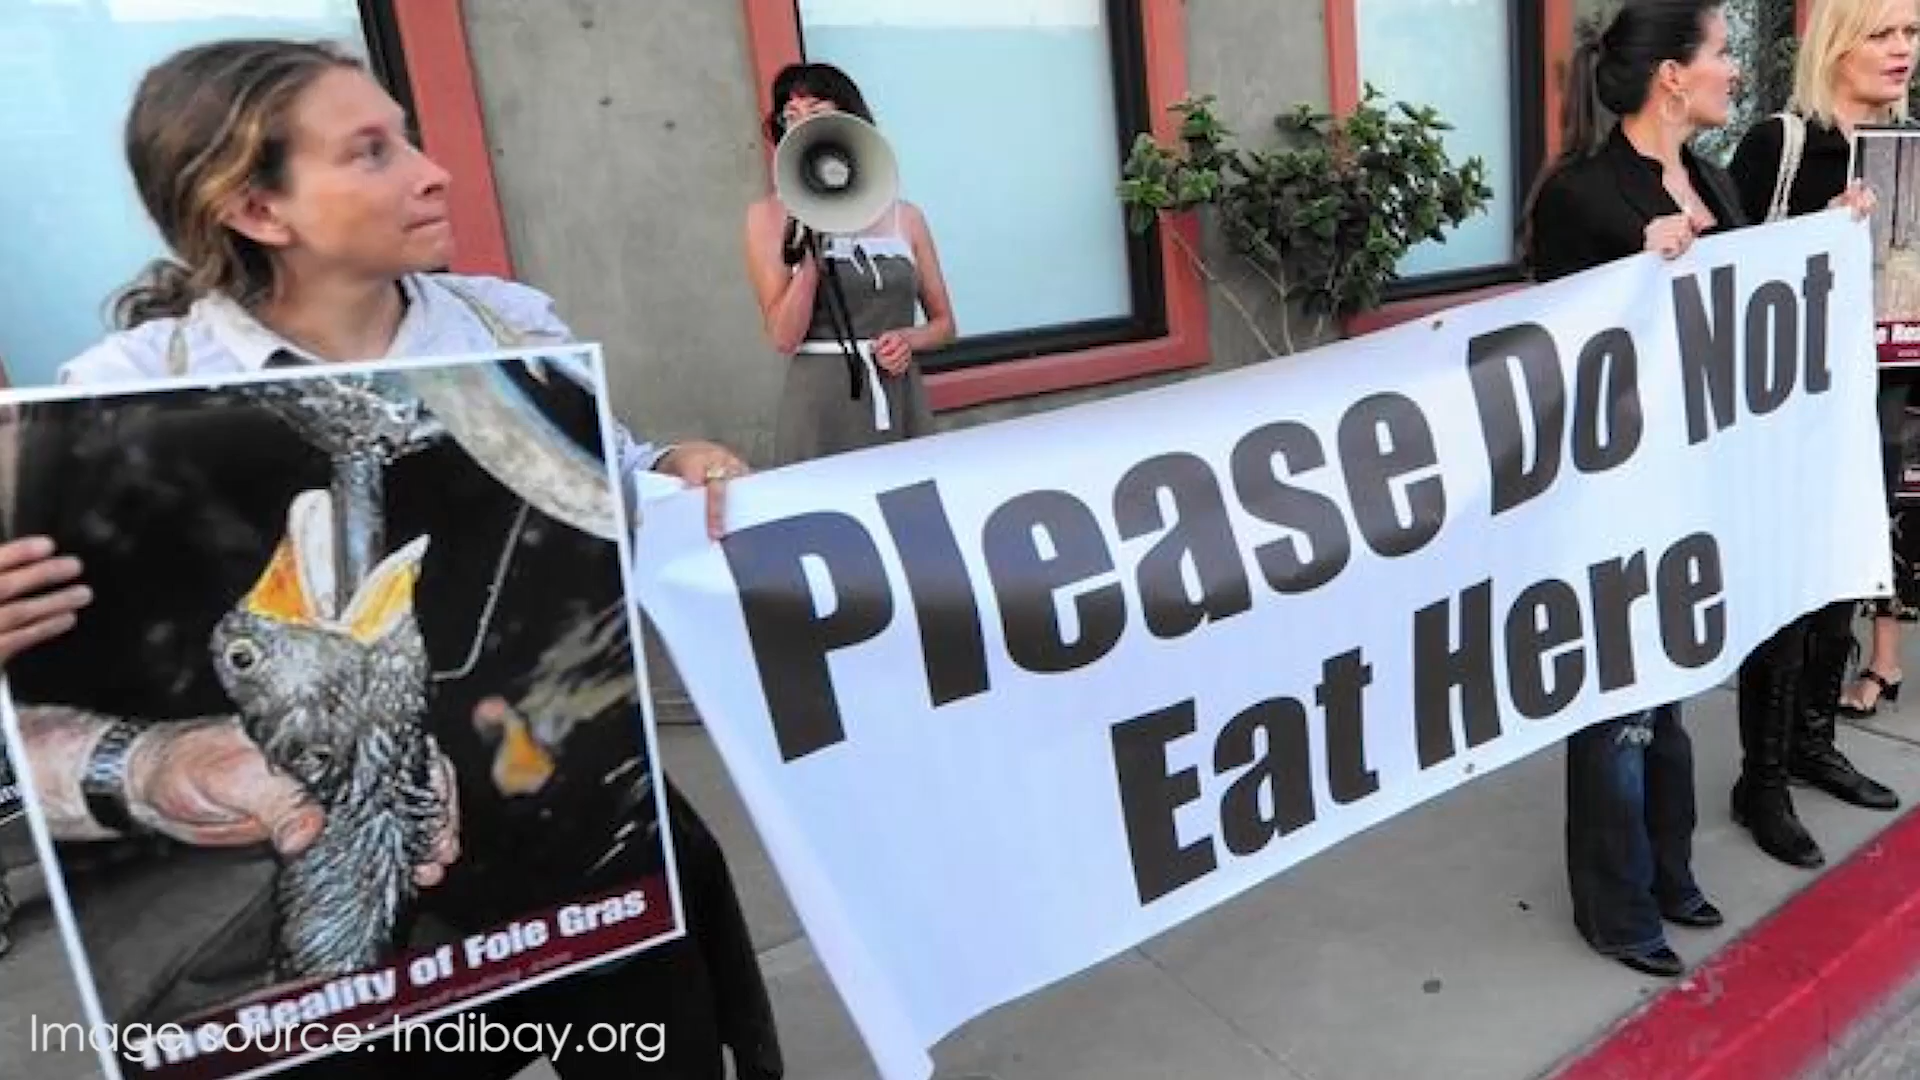 Please Do Not
Eat Here
The Reality of Foie Gras
Image source: Indibay.org